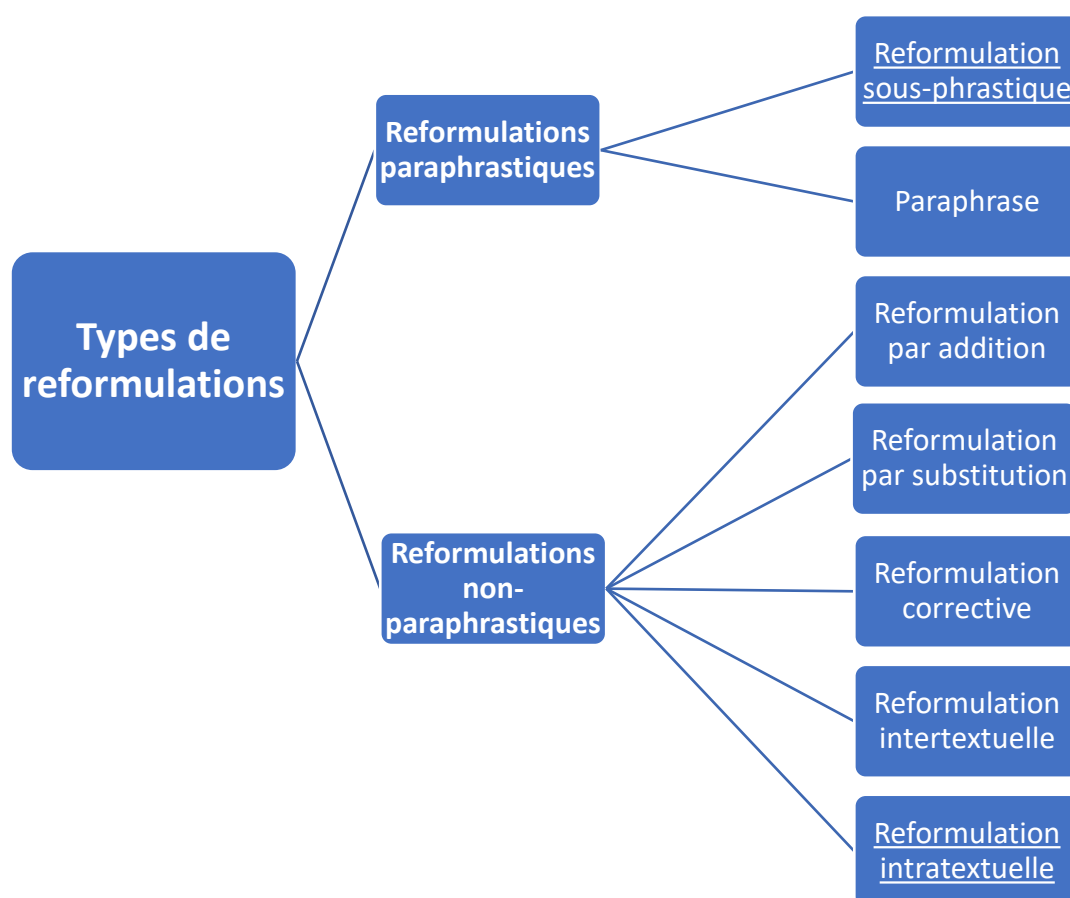 Types de
reformulations
Reformulations
paraphrastiques
Reformulation
sous-phrastique
Paraphrase
Reformulations
non-
paraphrastiques
Reformulation
par addition
Reformulation
par substitution
Reformulation
corrective
Reformulation
intertextuelle
Reformulation
intratextuelle